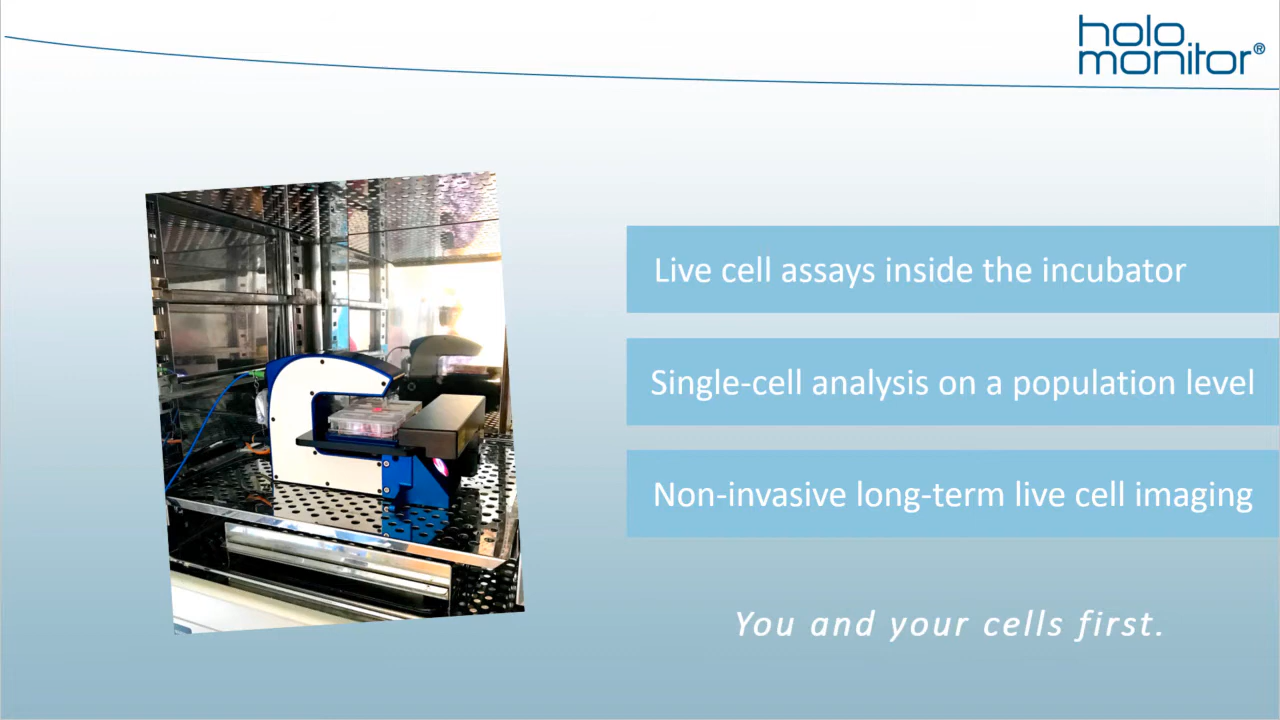 holo
monitor®
Live cell assays inside the incubator
Single-cell analysis on a population level
Non-invasive long-term live cell imaging
You and your cells first.